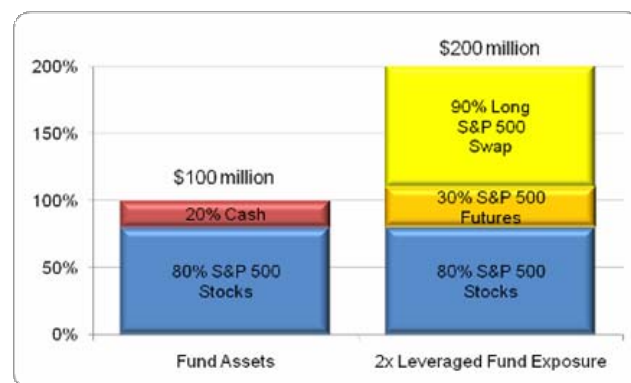 $200 million
200%
90% Long
S&P 500
Swap
150%
$100 million
100%
20% Cash
30% S&P 500
Futures
50%
80% S&P 500
Stocks
80% S&P 500
Stocks
0%
Fund Assets
2x Leveraged Fund Exposure